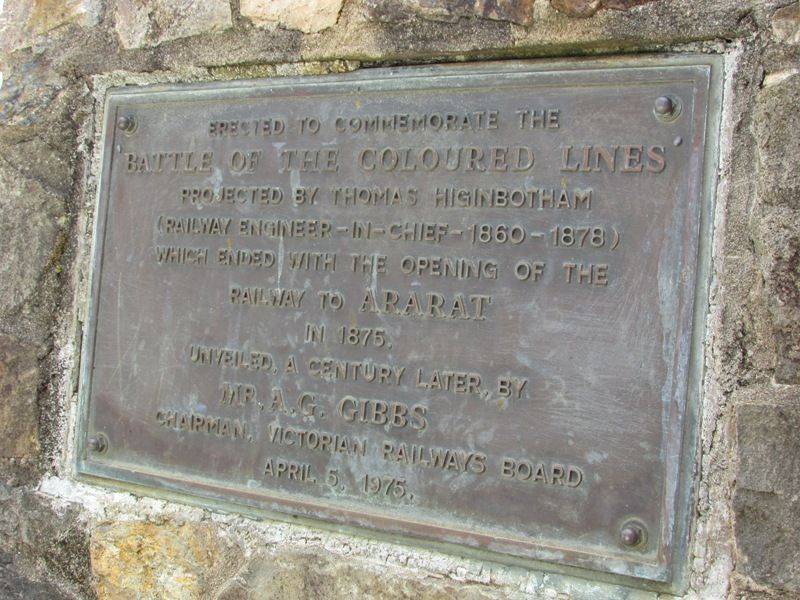 ERECTED TO COMMEMORATE THE
BATTLE OF THE COLOURED LINES
PROJECTED BY THOMAS HIGINBOTHAM
(RAILWAY ENGINEER-IN-CHIEF-1860-1878)
WHICH ENDED WITH THE OPENING OF THE
RAILWAY TO ARARAT
IN 1875.
UNVEILED, A CENTURY LATER, BY
MR. A.G. GIBBS
CHAIRMAN, VICTORIAN RAILWAYS BOARD
APRIL 5, 1975.